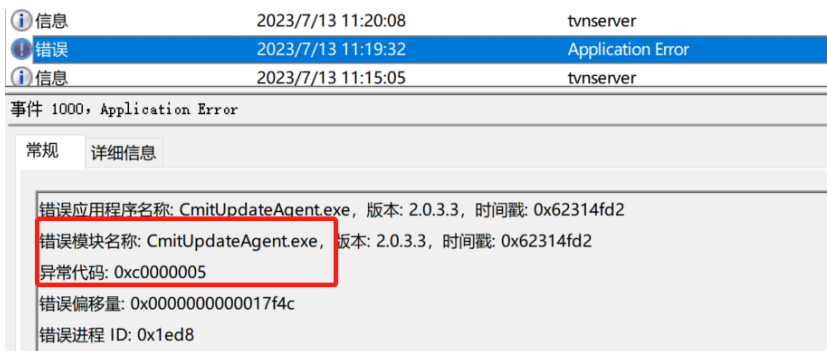 信息 2023/7/13 11:20:08 tvnserver
错误 2023/7/13 11:19:32 Application Error
信息 2023/7/13 11:15:05 tvnserver
事件 1000，Application Error
常规 详细信息
错误应用程序名称: CmitUpdateAgent.exe，版本: 2.0.3.3，时间戳: 0x62314fd2
错误模块名称: CmitUpdateAgent.exe，版本: 2.0.3.3，时间戳: 0x62314fd2
异常代码: 0xc0000005
错误偏移量: 0x0000000000017f4c
错误进程 ID: 0x1ed8